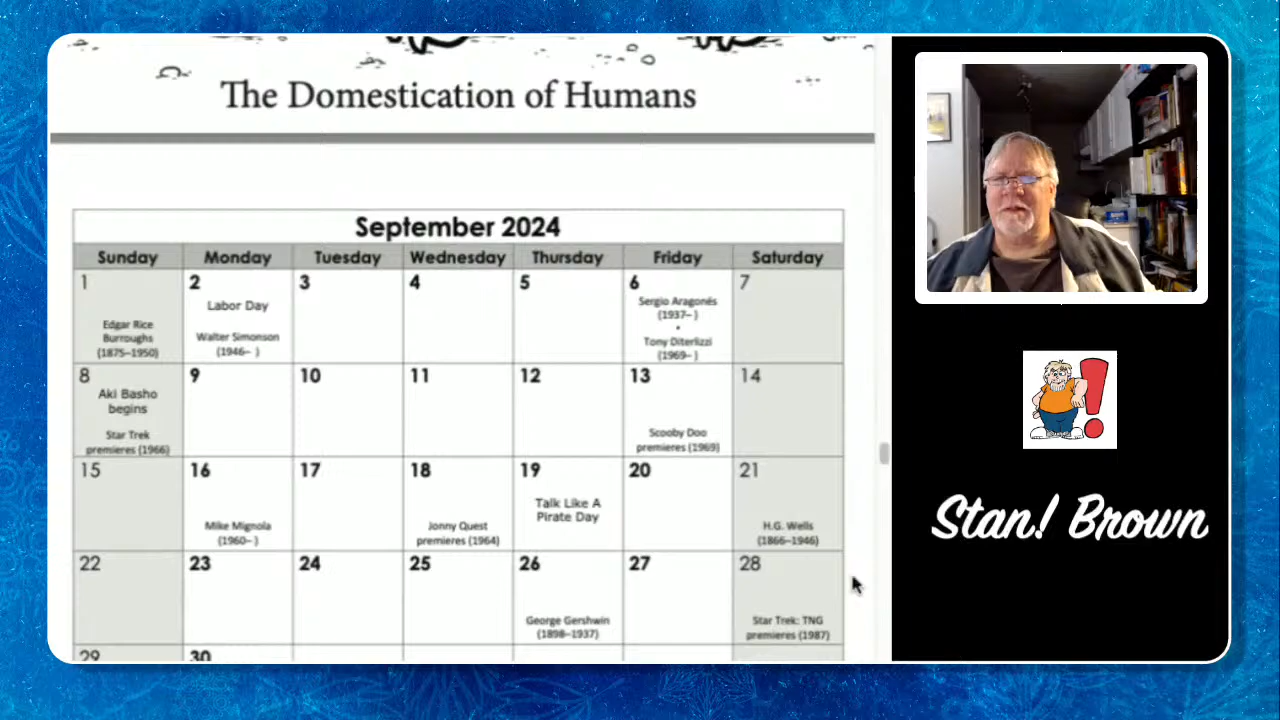 The Domestication of Humans
September 2024
Sunday Monday Tuesday Wednesday Thursday Friday Saturday
1
Edgar Rice
Burroughs
(1875–1950)
2
Labor Day
Walter Simonson
(1946– )
3
4
5
6
Sergio Aragonés
(1937– )
•
Tony Diterlizzi
(1969– )
7
8
Aki Basho
begins
Star Trek
premieres (1966)
9
10
11
12
13
Scooby Doo
premieres (1969)
14
15
16
Mike Mignola
(1960– )
17
18
Jonny Quest
premieres (1964)
19
Talk Like A
Pirate Day
20
21
H.G. Wells
(1866–1946)
22
23
24
25
26
George Gershwin
(1898–1937)
27
28
Star Trek: TNG
premieres (1987)
29
30
Stan! Brown